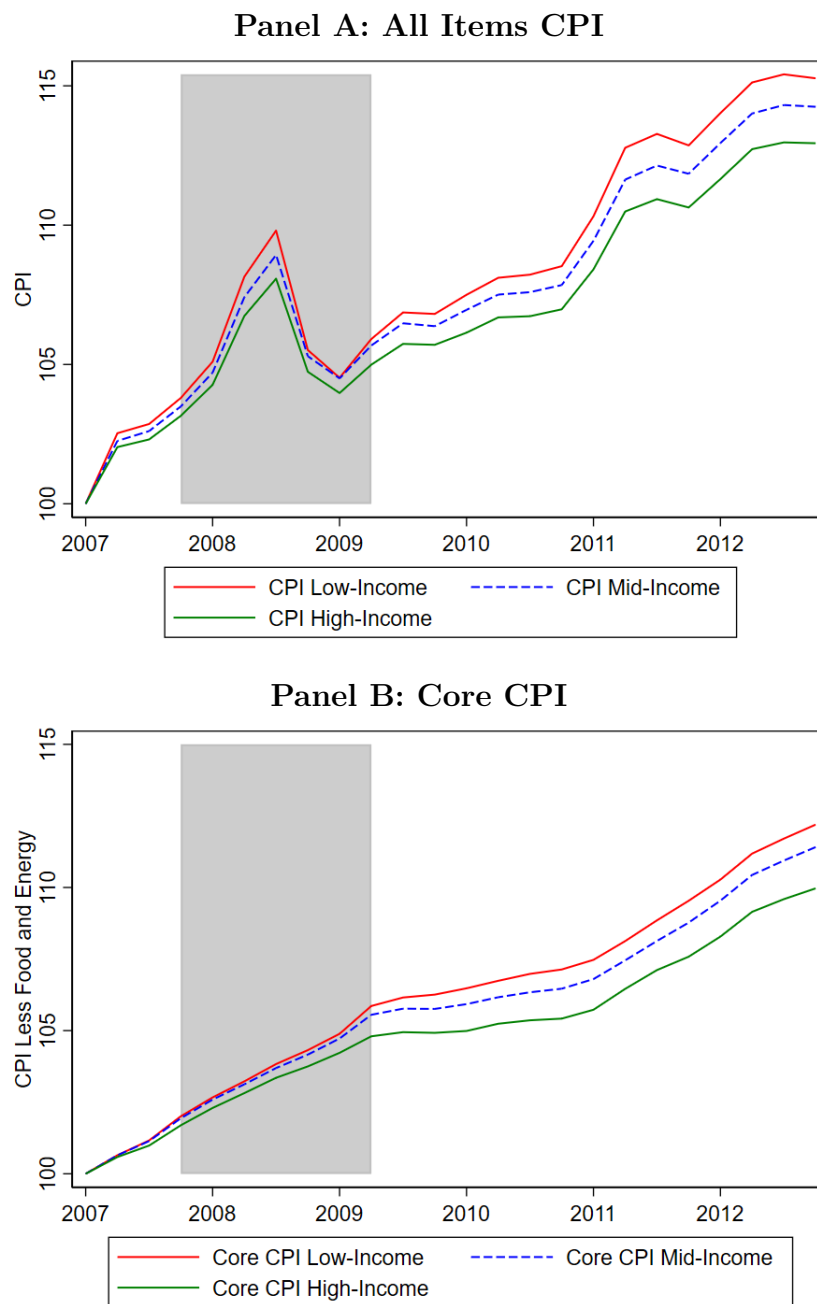 Panel A: All Items CPI
115
110
105
100
CPI
2007 2008 2009 2010 2011 2012
CPI Low-Income CPI Mid-Income
CPI High-Income
Panel B: Core CPI
115
110
105
100
CPI Less Food and Energy
2007 2008 2009 2010 2011 2012
Core CPI Low-Income Core CPI Mid-Income
Core CPI High-Income